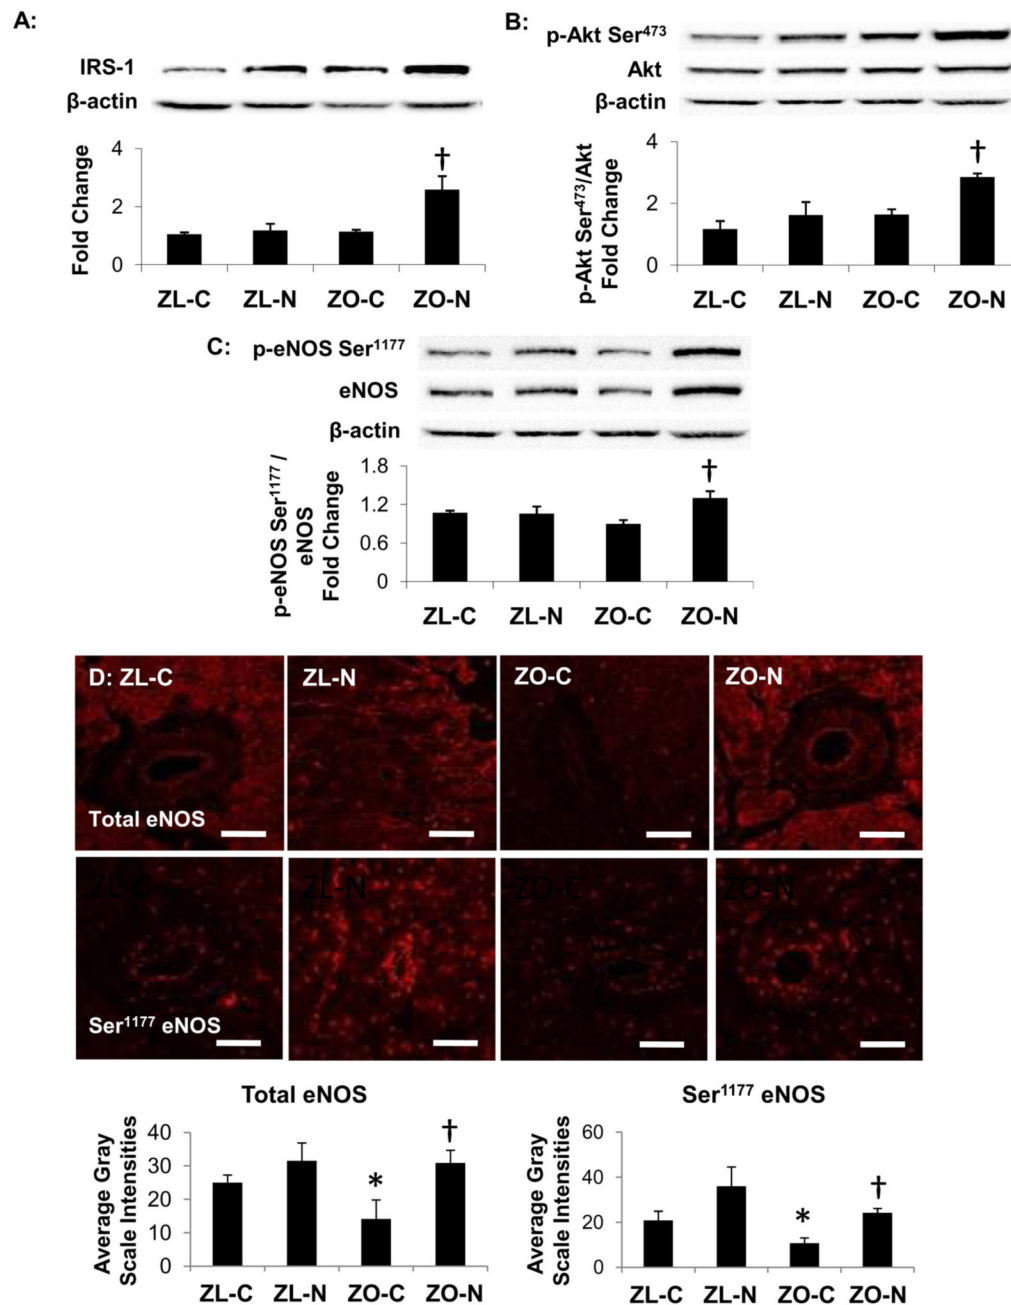 A:
IRS-1
β-actin
Fold Change
4
2
0
†
ZL-C ZL-N ZO-C ZO-N
B:
p-Akt Ser⁴⁷³
Akt
β-actin
p-Akt Ser⁴⁷³/Akt
Fold Change
4
2
0
†
ZL-C ZL-N ZO-C ZO-N
C:
p-eNOS Ser¹¹⁷⁷
eNOS
β-actin
p-eNOS Ser¹¹⁷⁷ /
eNOS
Fold Change
1.8
1.2
0.6
0
†
ZL-C ZL-N ZO-C ZO-N
D: ZL-C ZL-N ZO-C ZO-N
Total eNOS
ZL-C ZL-N ZO-C ZO-N
Ser¹¹⁷⁷ eNOS
Total eNOS
Average Gray
Scale Intensities
40
30
20
10
0
*
†
ZL-C ZL-N ZO-C ZO-N
Ser¹¹⁷⁷ eNOS
Average Gray
Scale Intensities
60
40
20
0
*
†
ZL-C ZL-N ZO-C ZO-N